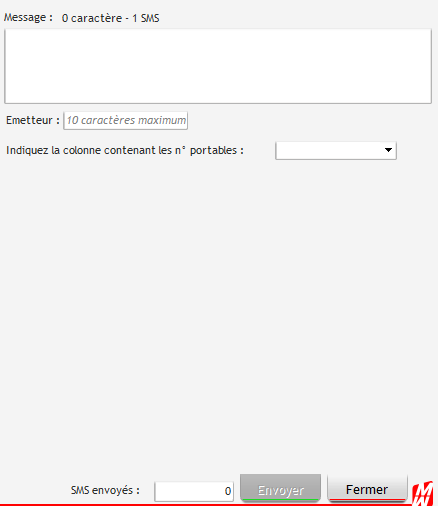 Message : 0 caractère - 1 SMS
Emetteur : 10 caractères maximum
Indiquez la colonne contenant les n° portables :
SMS envoyés : 0 Envoyer Fermer